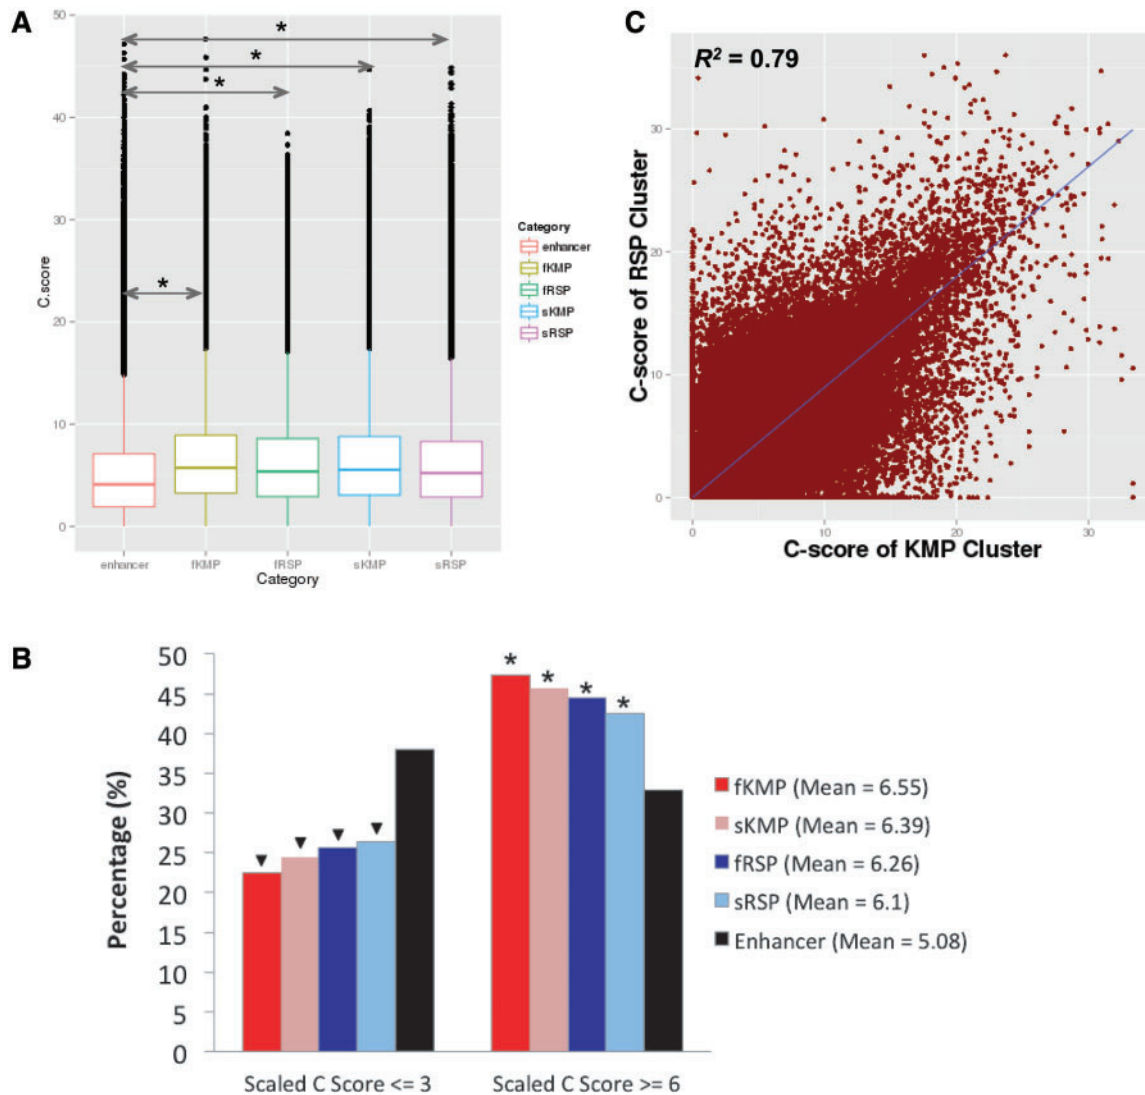 A
50
40
30
20
10
0
C.score
*
*
*
*
enhancer
fKMP
fRSP
sKMP
sRSP
Category
Category
enhancer
fKMP
fRSP
sKMP
sRSP
C
R² = 0.79
30
20
10
0
C-score of RSP Cluster
0
10
20
30
C-score of KMP Cluster
B
50
45
40
35
30
25
20
15
10
5
0
Percentage (%)
* * * *
Scaled C Score <= 3
Scaled C Score >= 6
fKMP (Mean = 6.55)
sKMP (Mean = 6.39)
fRSP (Mean = 6.26)
sRSP (Mean = 6.1)
Enhancer (Mean = 5.08)